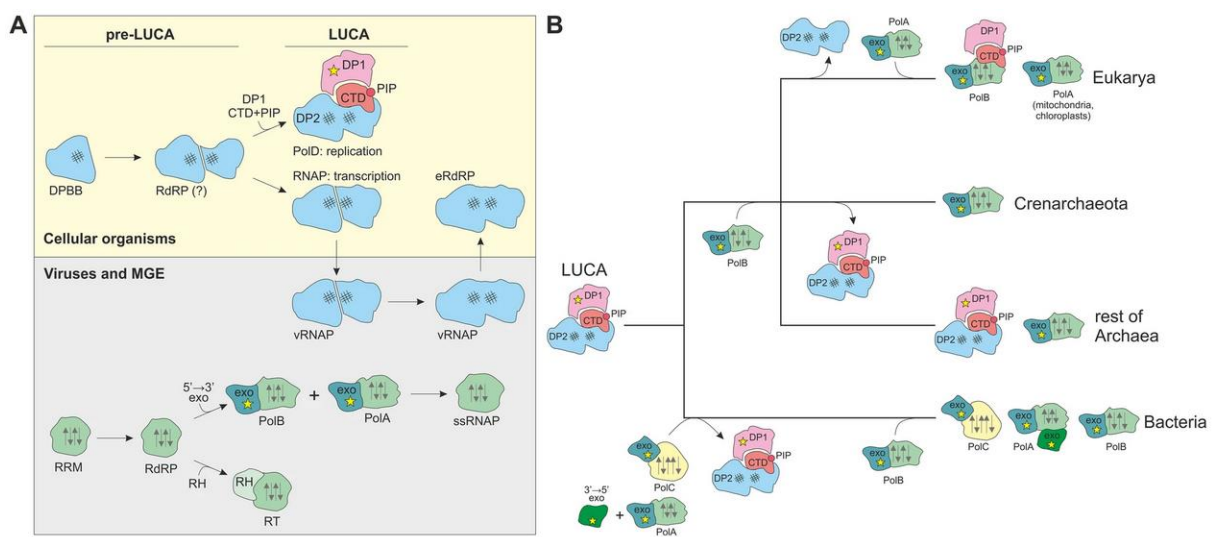 A
pre-LUCA
LUCA
DP1
CTD
PIP
DP2
DP1
CTD+PIP
PolD: replication
DPBB
RdRP (?)
RNAP: transcription
eRdRP
Cellular organisms
Viruses and MGE
vRNAP
vRNAP
5'→3'
exo
exo
PolB
+
exo
PolA
ssRNAP
RRM
RdRP
RH
RH
RT
B
DP2
PolA
exo
DP1
CTD
PIP
exo
PolB
exo
PolA
(mitochondria,
chloroplasts)
Eukarya
exo
PolB
exo
Crenarchaeota
DP1
CTD
PIP
DP2
LUCA
DP1
CTD
PIP
DP2
DP1
CTD
PIP
DP2
exo
rest of
Archaea
exo
PolC
DP1
CTD
PIP
DP2
exo
PolB
exo
PolC
exo
exo
PolA
exo
PolB
Bacteria
3'→5'
exo
+
exo
PolA